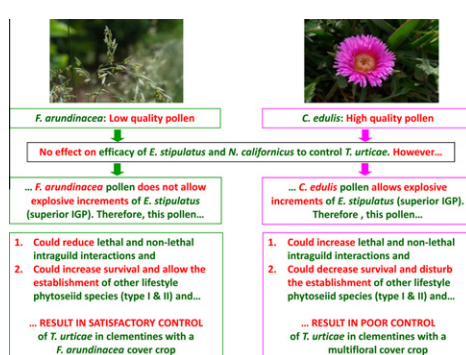 F. arundinacea: Low quality pollen
C. edulis: High quality pollen
No effect on efficacy of E. stipulatus and N. californicus to control T. urticae. However…
… F. arundinacea pollen does not allow
explosive increments of E. stipulatus
(superior IGP). Therefore, this pollen…
… C. edulis pollen allows explosive
increments of E. stipulatus (superior IGP).
Therefore , this pollen…
1. Could reduce lethal and non-lethal
intraguild interactions and
2. Could increase survival and allow the
establishment of other lifestyle
phytoseiid species (type I & II) and…
… RESULT IN SATISFACTORY CONTROL
of T. urticae in clementines with a
F. arundinacea cover crop
1. Could increase lethal and non-lethal
intraguild interactions and
2. Could decrease survival and disturb
the establishment of other lifestyle
phytoseiid species (type I & II) and…
… RESULT IN POOR CONTROL
of T. urticae in clementines with a
multifloral cover crop